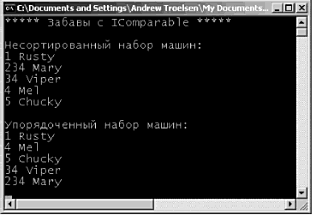 C:\Documents and Settings\Andrew Troelsen\My Documents...
***** Забавы с IComparable *****
Несортированный набор машин:
1 Rusty
234 Mary
34 Viper
4 Mel
5 Chucky
Упорядоченный набор машин:
1 Rusty
4 Mel
5 Chucky
34 Viper
234 Mary